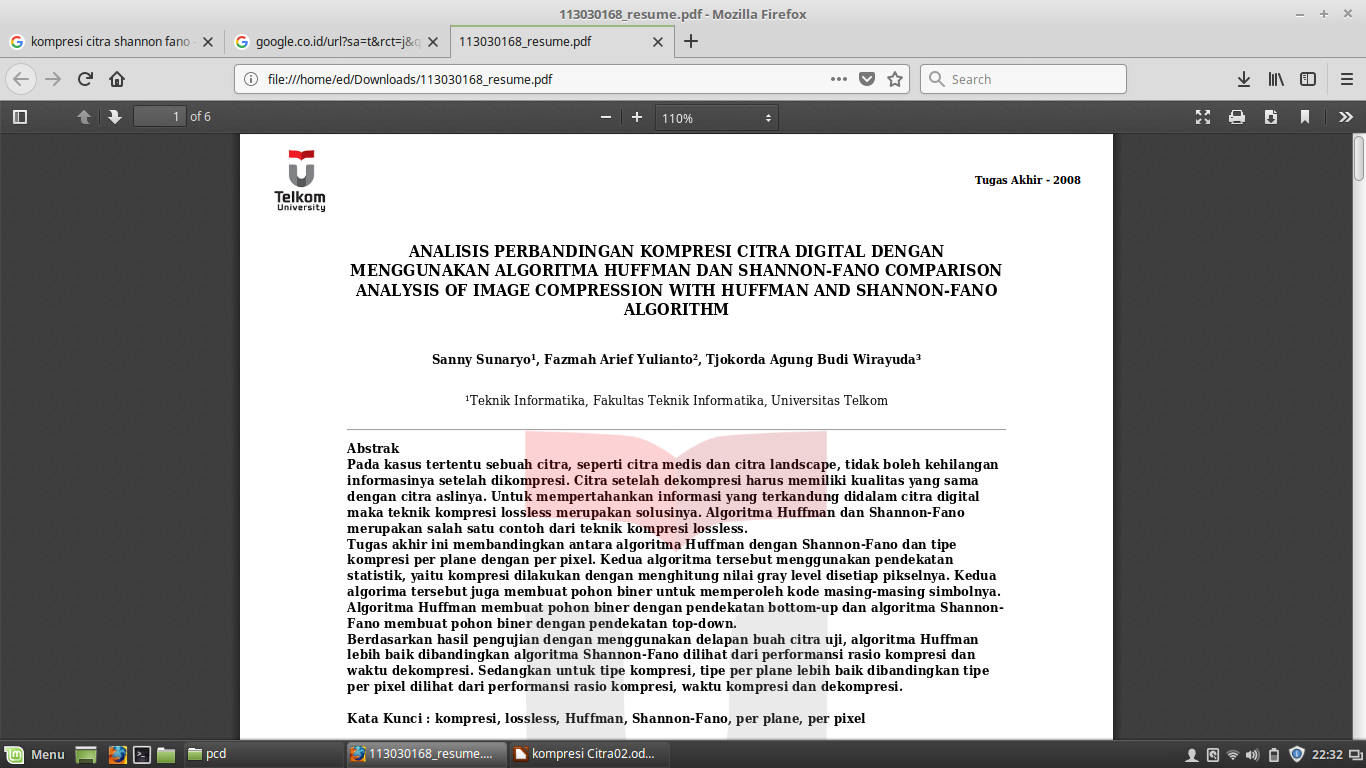 113030168_resume.pdf - Mozilla Firefox
kompresi citra shannon fano
google.co.id/url?sa=t&rct=j&q
113030168_resume.pdf
file:///home/ed/Downloads/113030168_resume.pdf
Search
1 of 6
110%
Telkom
University
Tugas Akhir - 2008
ANALISIS PERBANDINGAN KOMPRESI CITRA DIGITAL DENGAN
MENGGUNAKAN ALGORITMA HUFFMAN DAN SHANNON-FANO COMPARISON
ANALYSIS OF IMAGE COMPRESSION WITH HUFFMAN AND SHANNON-FANO
ALGORITHM
Sanny Sunaryo¹, Fazmah Arief Yulianto², Tjokorda Agung Budi Wirayuda³
¹Teknik Informatika, Fakultas Teknik Informatika, Universitas Telkom
Abstrak
Pada kasus tertentu sebuah citra, seperti citra medis dan citra landscape, tidak boleh kehilangan
informasinya setelah dikompresi. Citra setelah dekompresi harus memiliki kualitas yang sama
dengan citra aslinya. Untuk mempertahankan informasi yang terkandung didalam citra digital
maka teknik kompresi lossless merupakan solusinya. Algoritma Huffman dan Shannon-Fano
merupakan salah satu contoh dari teknik kompresi lossless.
Tugas akhir ini membandingkan antara algoritma Huffman dengan Shannon-Fano dan tipe
kompresi per plane dengan per pixel. Kedua algoritma tersebut menggunakan pendekatan
statistik, yaitu kompresi dilakukan dengan menghitung nilai gray level disetiap pikselnya. Kedua
algorima tersebut juga membuat pohon biner untuk memperoleh kode masing-masing simbolnya.
Algoritma Huffman membuat pohon biner dengan pendekatan bottom-up dan algoritma Shannon-
Fano membuat pohon biner dengan pendekatan top-down.
Berdasarkan hasil pengujian dengan menggunakan delapan buah citra uji, algoritma Huffman
lebih baik dibandingkan algoritma Shannon-Fano dilihat dari performansi rasio kompresi dan
waktu dekompresi. Sedangkan untuk tipe kompresi, tipe per plane lebih baik dibandingkan tipe
per pixel dilihat dari performansi rasio kompresi, waktu kompresi dan dekompresi.
Kata Kunci : kompresi, lossless, Huffman, Shannon-Fano, per plane, per pixel
Menu
pcd
113030168_resume....
kompresi Citra02.od...
22:32